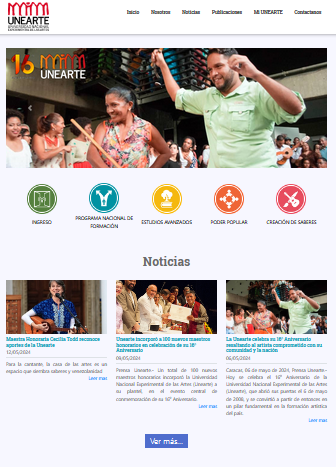 UNEARTE
UNIVERSIDAD NACIONAL
EXPERIMENTAL DE LAS ARTES
Inicio
Nosotros
Noticias
Publicaciones
Mi UNEARTE
Contactanos
16
UNEARTE
INGRESO
PROGRAMA NACIONAL DE
FORMACIÓN
ESTUDIOS AVANZADOS
PODER POPULAR
CREACIÓN DE SABERES
Noticias
Maestra Honoraria Cecilia Todd reconoce
aportes de la Unearte
12/05/2024
Para la cantante, la casa de las artes es un
espacio que siembra saberes y venezolanidad.
Leer mas
Unearte incorporó a 100 nuevos maestros
honorarios en celebración de su 16°
Aniversario
09/05/2024
Prensa Unearte.- Un total de 100 nuevos
maestros honorarios incorporó la Universidad
Nacional Experimental de las Artes (Unearte) a
su plantel, en el evento central de
conmemoración de su 16° Aniversario.
Leer mas
La Unearte celebra su 16° Aniversario
resaltando al artista comprometido con su
comunidad y la nación
06/05/2024
Caracas, 06 de mayo de 2024, Prensa Unearte.-
Hoy se celebra el 16° Aniversario de la
Universidad Nacional Experimental de las Artes
(Unearte), que abrió sus puertas el 6 de mayo
de 2008, y se convirtió a partir de entonces en
un pilar fundamental en la formación artística
del país.
Leer mas
Ver más...